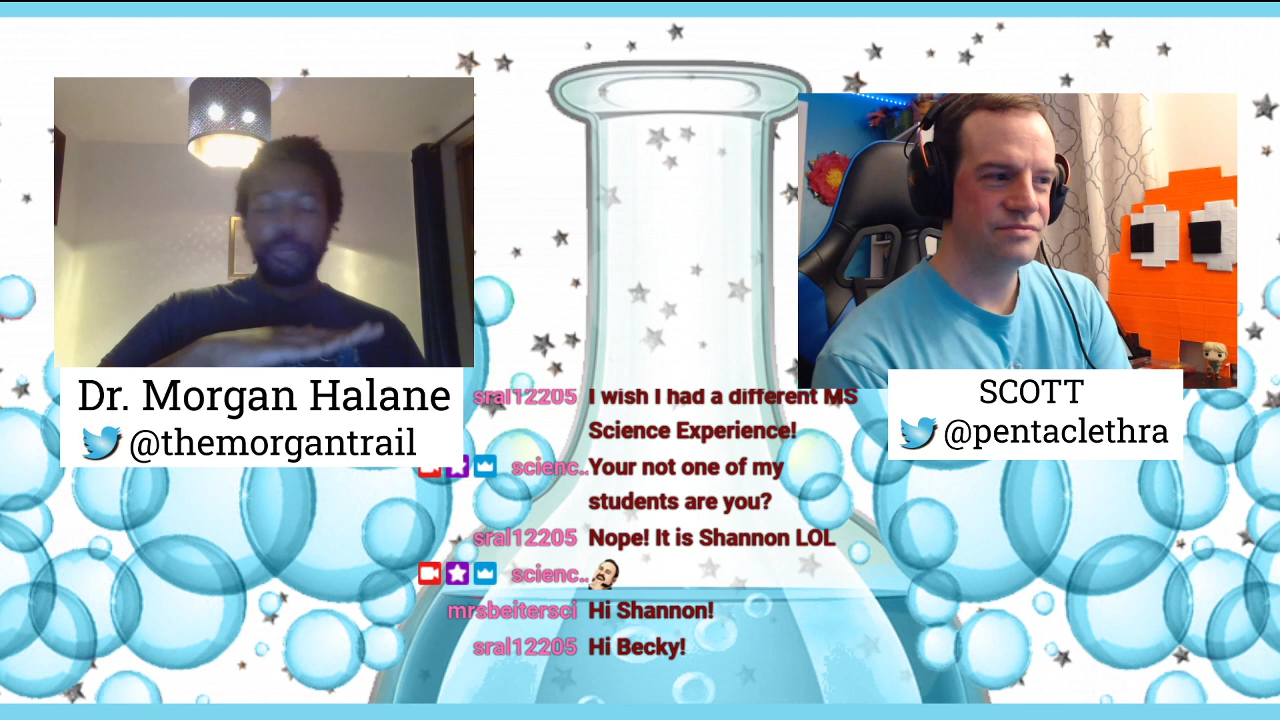 Dr. Morgan Halane
@themorgantrail
SCOTT
@pentaclethra
sral12205 I wish I had a different MS
Science Experience!
scienc.. Your not one of my
students are you?
sral12205 Nope! It is Shannon LOL
scienc..
mrsbeitersci Hi Shannon!
sral12205 Hi Becky!